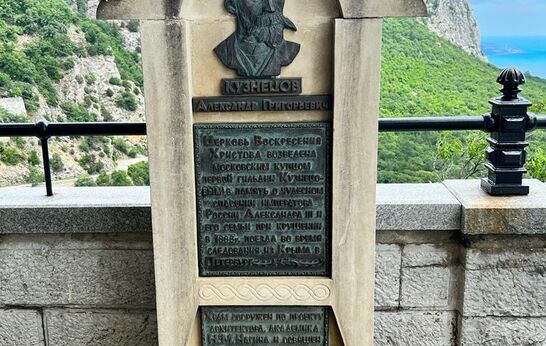 КУЗНЕЦОВ
АЛЕКСАНДР ГРИГОРЬЕВИЧ
ЦЕРКОВЬ ВОСКРЕСЕНИЯ
ХРИСТОВА ВОЗВЕДЕНА
МОСКОВСКИМ КУПЦОМ
ПЕРВОЙ ГИЛЬДИИ КУЗНЕЦО-
ВЫМ В ПАМЯТЬ О ЧУДЕСНОМ
СПАСЕНИИ ИМПЕРАТОРА
РОССИИ АЛЕКСАНДРА III И
ЕГО СЕМЬИ ПРИ КРУШЕНИИ
В 1888г. ПОЕЗДА ВО ВРЕМЯ
СЛЕДОВАНИЯ ИЗ КРЫМА В
ПЕТЕРБУРГ
ХРАМ СООРУЖЕН ПО ПРОЕКТУ
АРХИТЕКТОРА, АКАДЕМИКА
ЧАГИНА И ОСВЯЩЕН